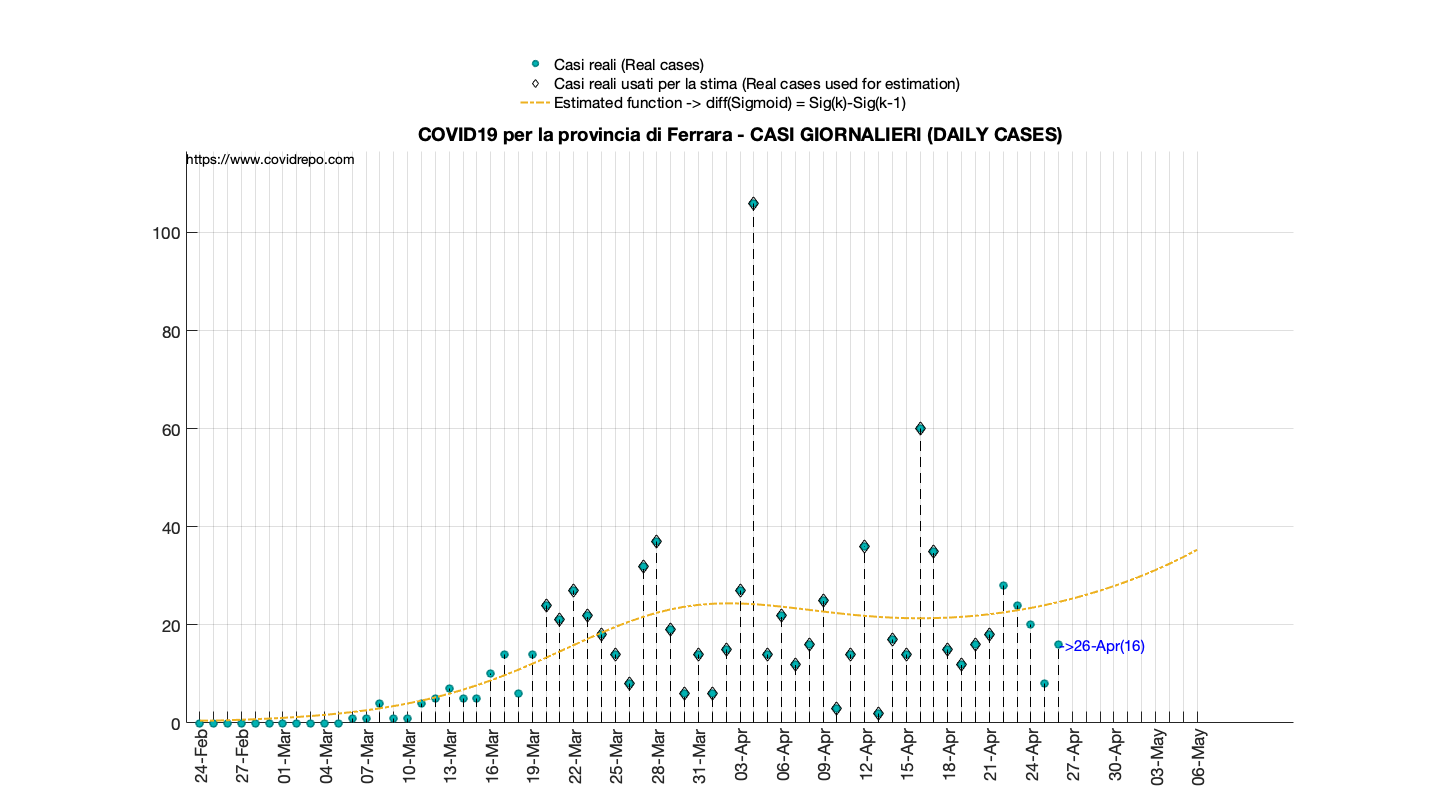 Casi reali (Real cases)
Casi reali usati per la stima (Real cases used for estimation)
Estimated function -> diff(Sigmoid) = Sig(k)-Sig(k-1)
COVID19 per la provincia di Ferrara - CASI GIORNALIERI (DAILY CASES)
https://www.covidrepo.com
100
80
60
40
20
0
->26-Apr(16)
24-Feb
27-Feb
01-Mar
04-Mar
07-Mar
10-Mar
13-Mar
16-Mar
19-Mar
22-Mar
25-Mar
28-Mar
31-Mar
03-Apr
06-Apr
09-Apr
12-Apr
15-Apr
18-Apr
21-Apr
24-Apr
27-Apr
30-Apr
03-May
06-May